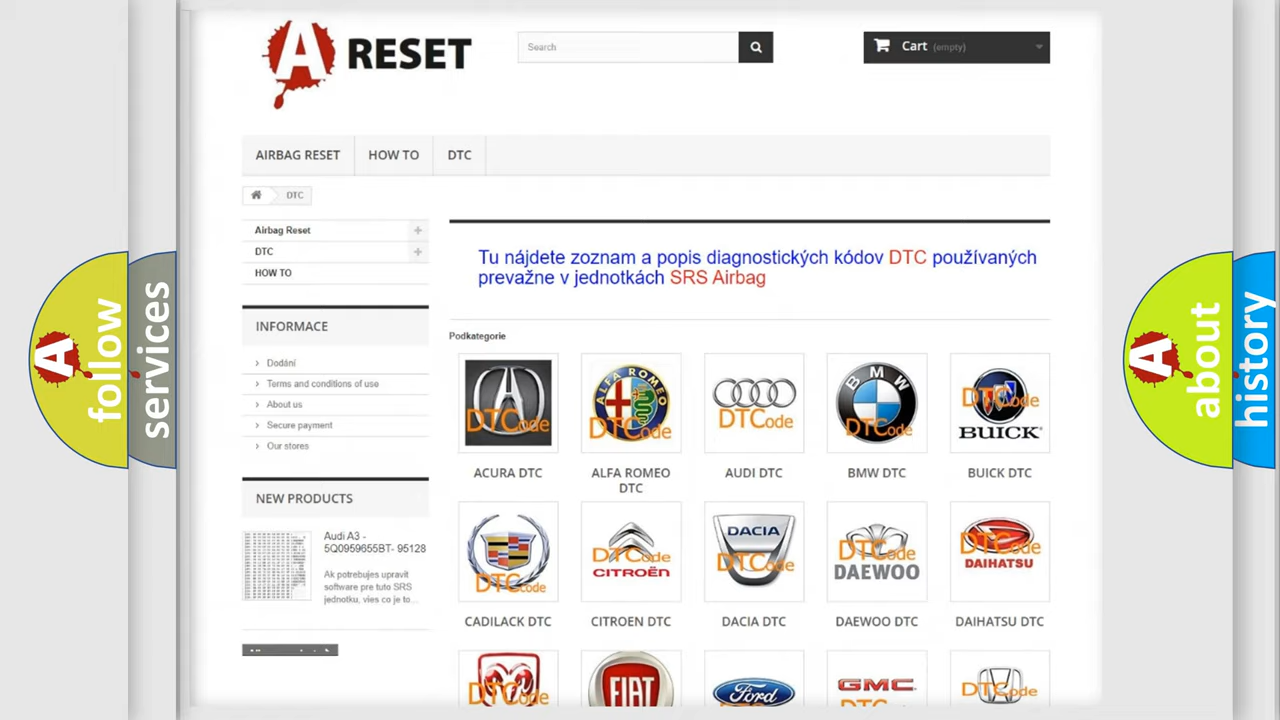 A RESET
Search
Cart (empty)
AIRBAG RESET
HOW TO
DTC
DTC
Airbag Reset
DTC
HOW TO
Tu nájdete zoznam a popis diagnostických kódov DTC používaných
prevažne v jednotkách SRS Airbag
INFORMACE
Dodání
Terms and conditions of use
About us
Secure payment
Our stores
NEW PRODUCTS
Audi A3 -
5Q0959655BT- 95128
Ak potrebujes upravit
software pre tuto SRS
jednotku, vies co je to...
Podkategorie
DTCode
ALFA ROMEO
DTCode
DTCode
BMW
DTCode
DTCode
BUICK
ACURA DTC
ALFA ROMEO
DTC
AUDI DTC
BMW DTC
BUICK DTC
DTCode
DTCode
CITROËN
DACIA
DTCode
DTCode
DAEWOO
DTCode
DAIHATSU
CADILACK DTC
CITROEN DTC
DACIA DTC
DAEWOO DTC
DAIHATSU DTC
DTCode
FIAT
Ford
GMC
DTCode
A follow
services
A about
history